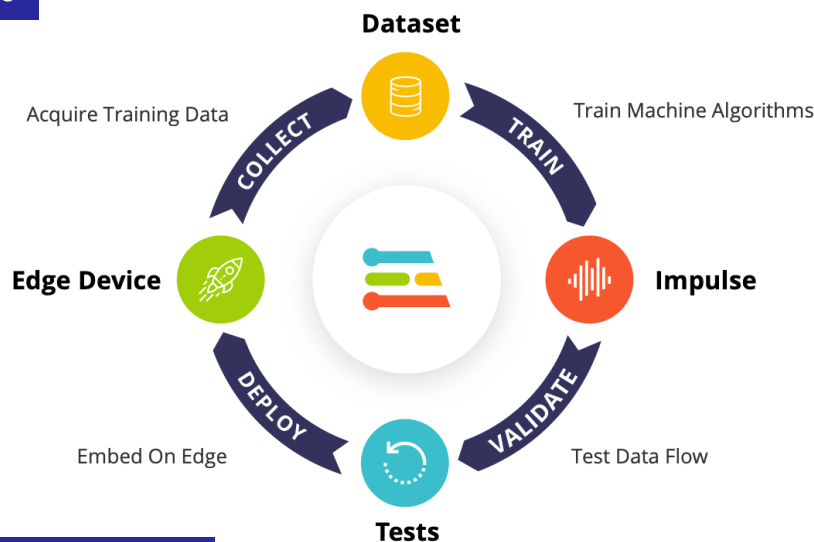 Dataset
Acquire Training Data
Train Machine Algorithms
COLLECT
TRAIN
Edge Device
Impulse
DEPLOY
VALIDATE
Embed On Edge
Test Data Flow
Tests